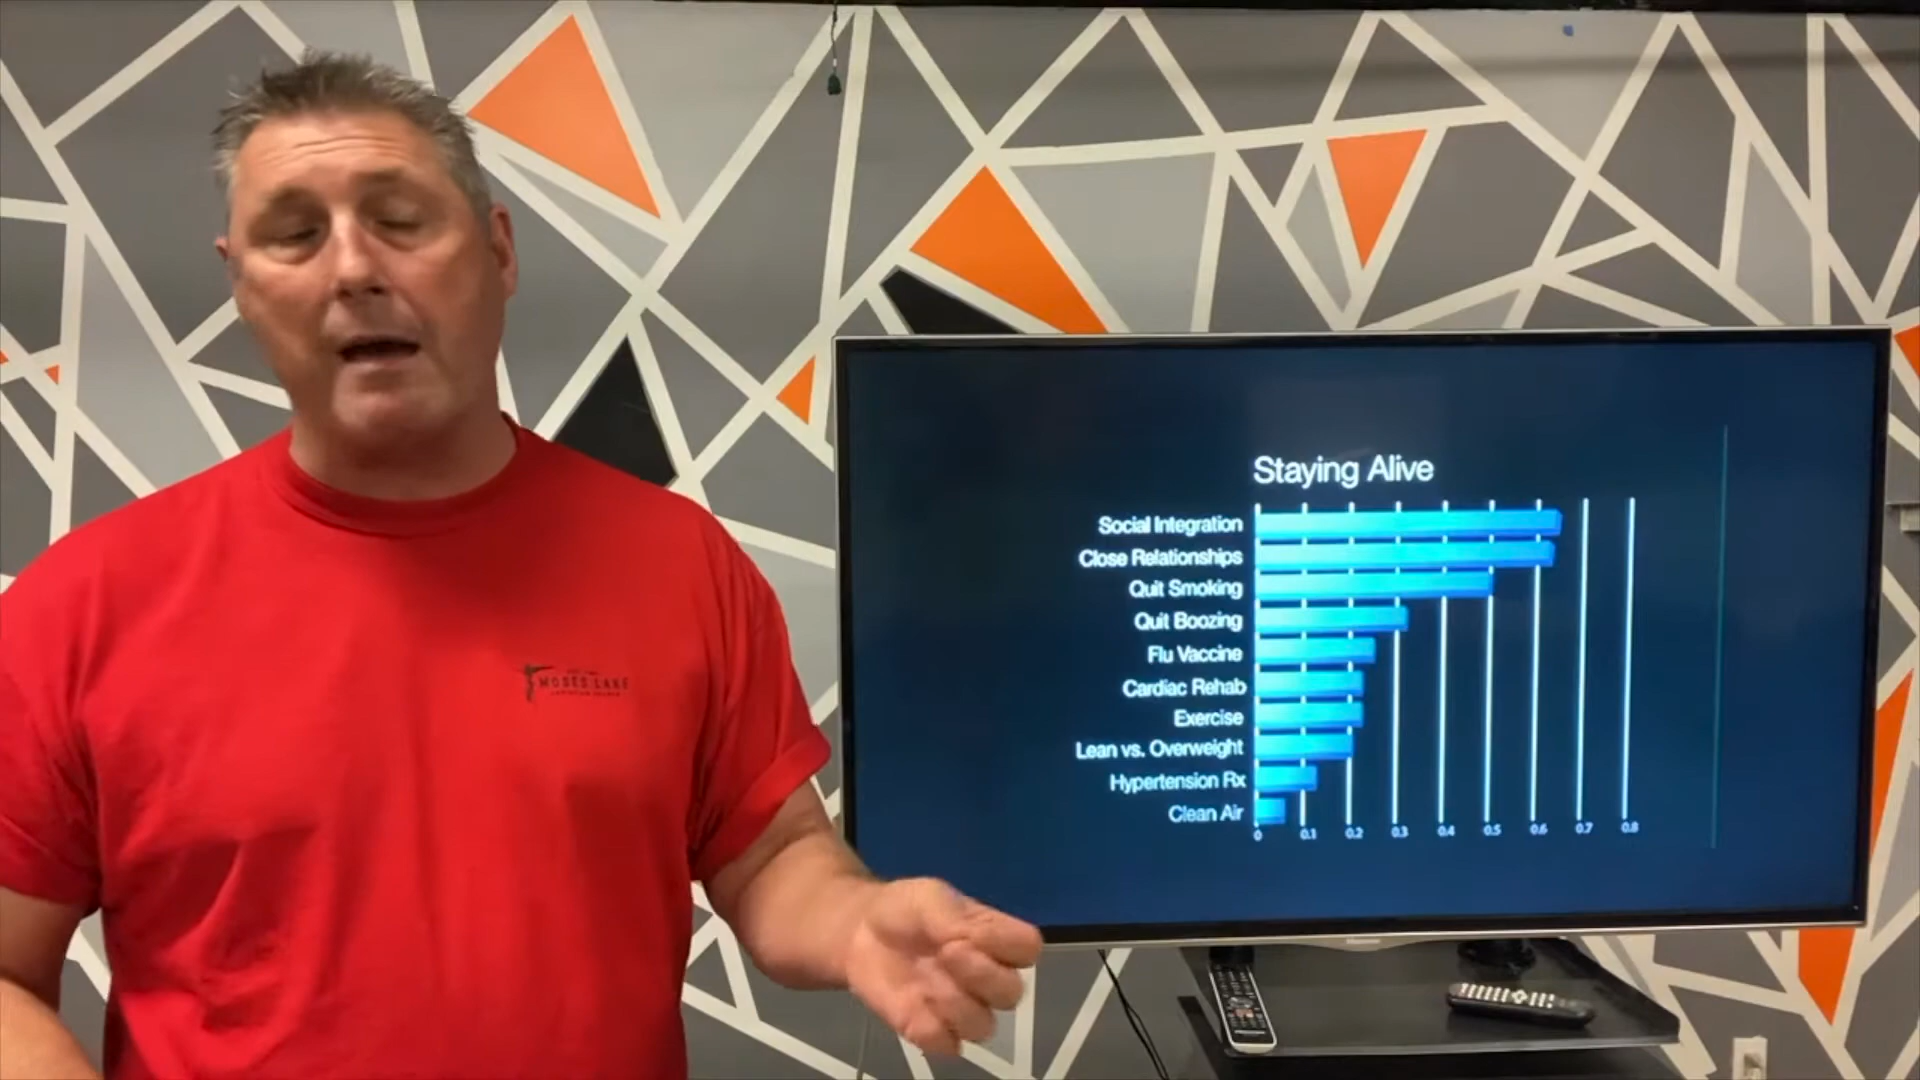 MOSES LAKE
Staying Alive
Social Integration
Close Relationships
Quit Smoking
Quit Boozing
Flu Vaccine
Cardiac Rehab
Exercise
Lean vs. Overweight
Hypertension Rx
Clean Air
0 0.1 0.2 0.3 0.4 0.5 0.6 0.7 0.8
Hisense